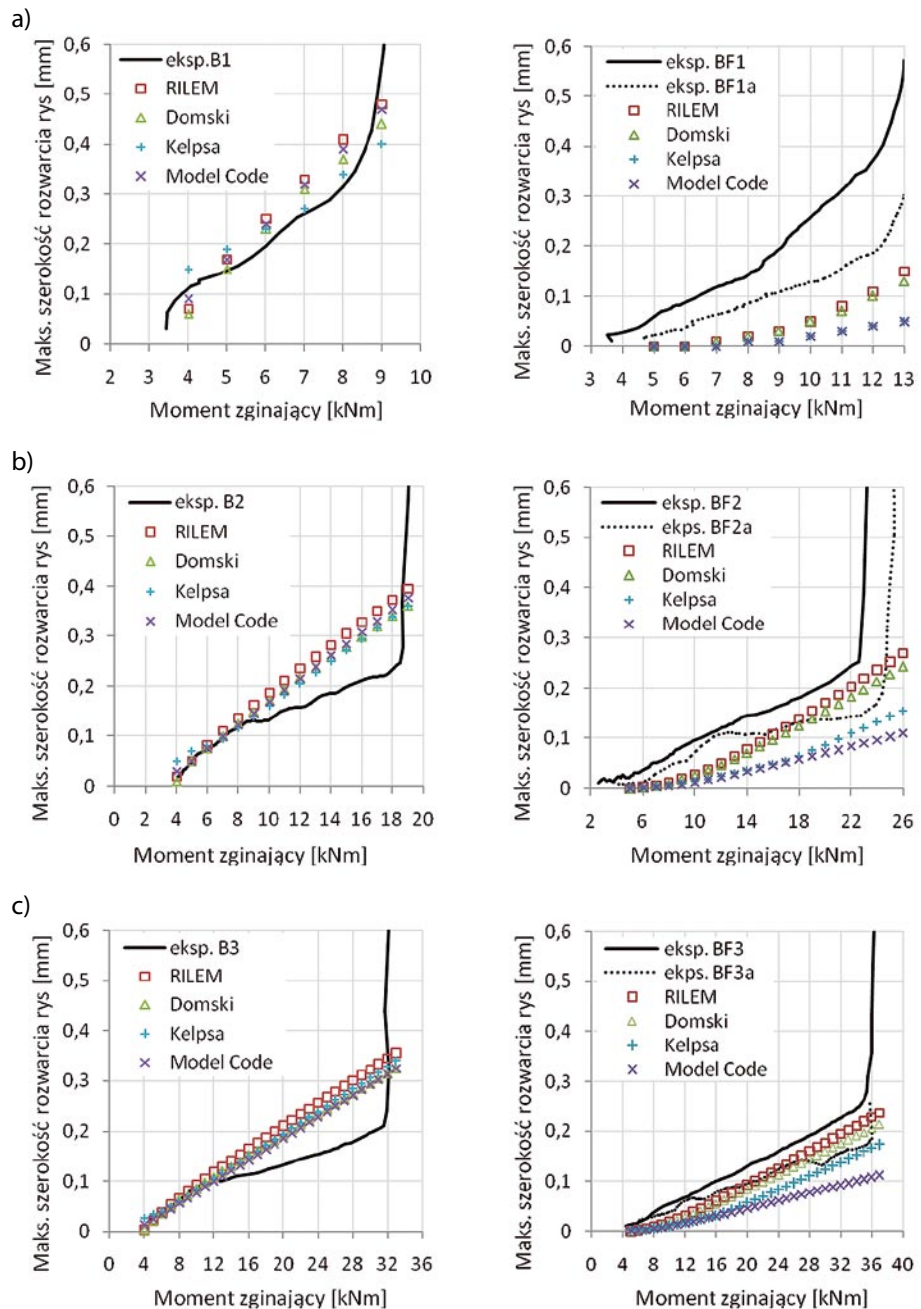 a)
Maks. szerokość rozwarcia rys [mm]
0,6
0,5
0,4
0,3
0,2
0,1
0
eksp.B1
RILEM
Domski
Kelpsa
Model Code
2 3 4 5 6 7 8 9 10
Moment zginający [kNm]
Maks. szerokość rozwarcia rys [mm]
0,6
0,5
0,4
0,3
0,2
0,1
0
eksp. BF1
eksp. BF1a
RILEM
Domski
Kelpsa
Model Code
3 4 5 6 7 8 9 10 11 12 13
Moment zginający [kNm]
b)
Maks. szerokość rozwarcia rys [mm]
0,6
0,5
0,4
0,3
0,2
0,1
0
eksp. B2
RILEM
Domski
Kelpsa
Model Code
0 2 4 6 8 10 12 14 16 18 20
Moment zginający [kNm]
Maks. szerokość rozwarcia rys [mm]
0,6
0,5
0,4
0,3
0,2
0,1
0
eksp. BF2
ekps. BF2a
RILEM
Domski
Kelpsa
Model Code
2 6 10 14 18 22 26
Moment zginający [kNm]
c)
Maks. szerokość rozwarcia rys [mm]
0,6
0,5
0,4
0,3
0,2
0,1
0
eksp. B3
RILEM
Domski
Kelpsa
Model Code
0 4 8 12 16 20 24 28 32 36
Moment zginający [kNm]
Maks. szerokość rozwarcia rys [mm]
0,6
0,5
0,4
0,3
0,2
0,1
0
eksp. BF3
ekps. BF3a
RILEM
Domski
Kelpsa
Model Code
0 4 8 12 16 20 24 28 32 36 40
Moment zginający [kNm]